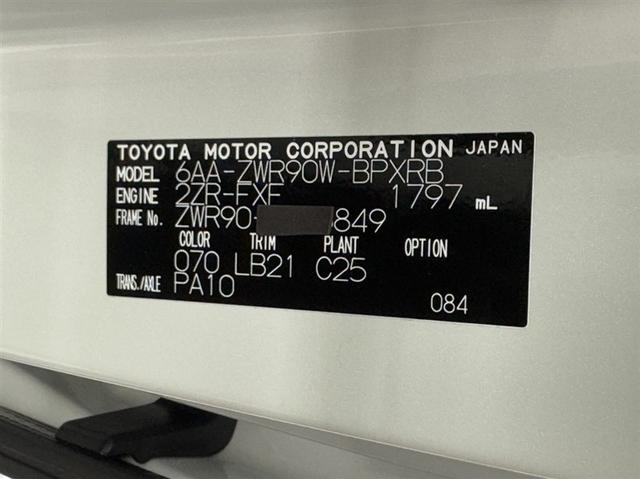 TOYOTA MOTOR CORPORATION JAPAN
MODEL 6AA-ZWR90W-BPXRB
ENGINE 2ZR-FXE 1797 mL
FRAME No. ZWR90- 849
COLOR TRIM PLANT OPTION
070 LB21 C25
TRANS./AXLE PA10
084